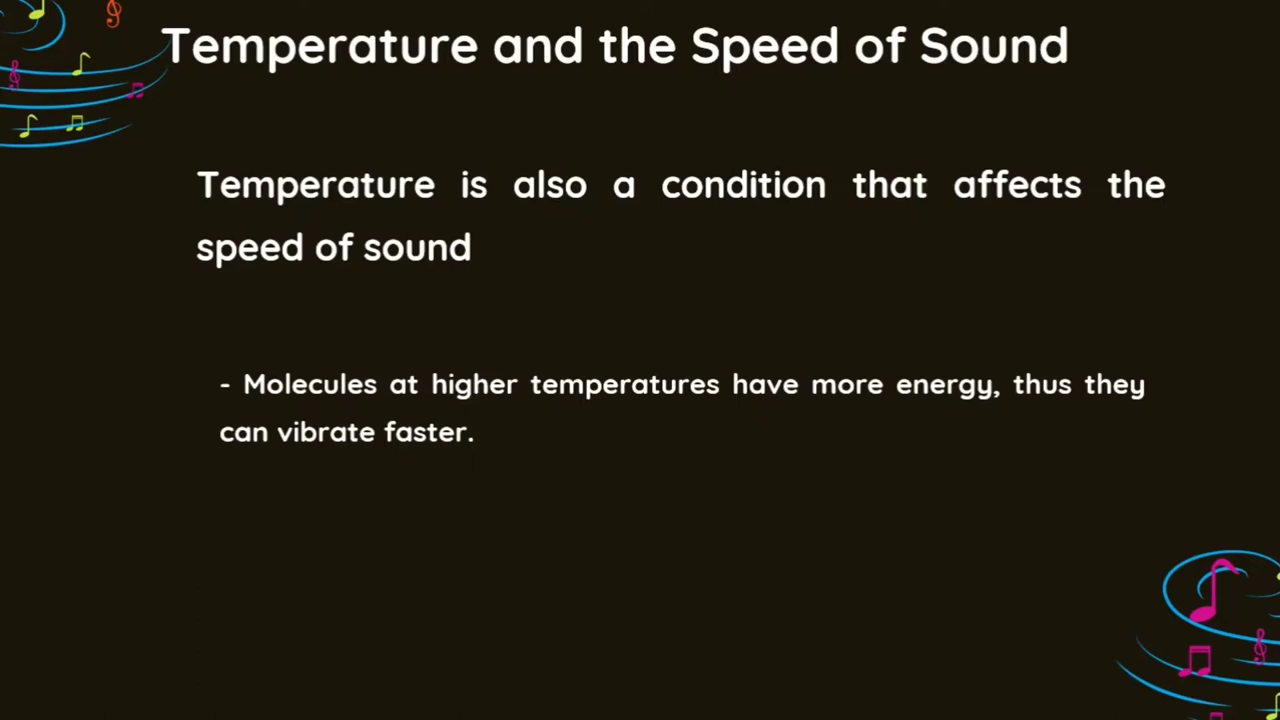 Temperature and the Speed of Sound
Temperature is also a condition that affects the
speed of sound
- Molecules at higher temperatures have more energy, thus they
can vibrate faster.